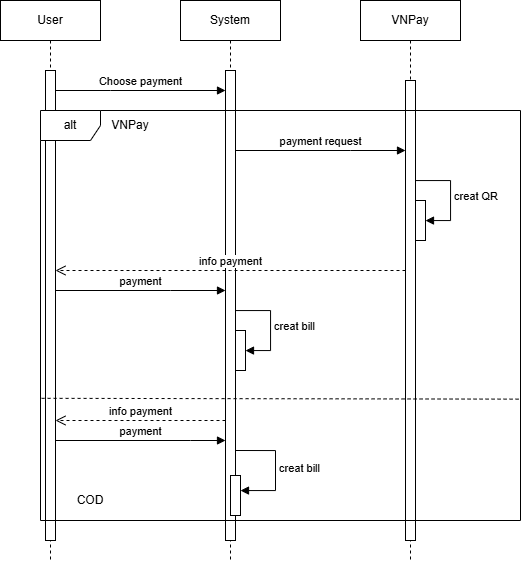 User
System
VNPay
Choose payment
alt
VNPay
payment request
creat QR
info payment
payment
creat bill
info payment
payment
creat bill
COD